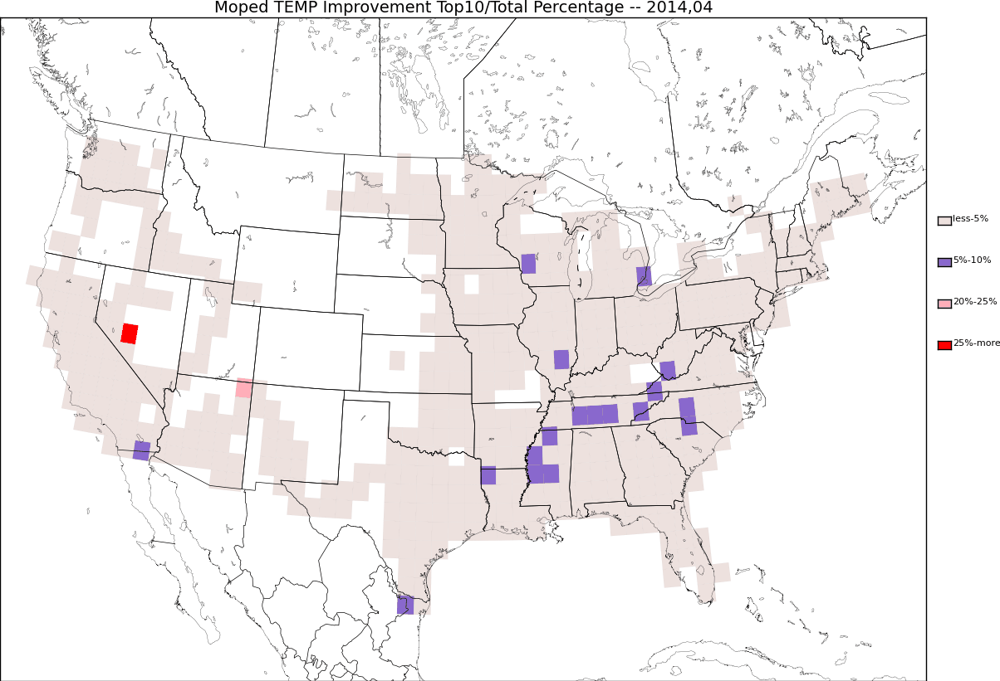 Moped TEMP Improvement Top10/Total Percentage -- 2014,04
less-5%
5%-10%
20%-25%
25%-more